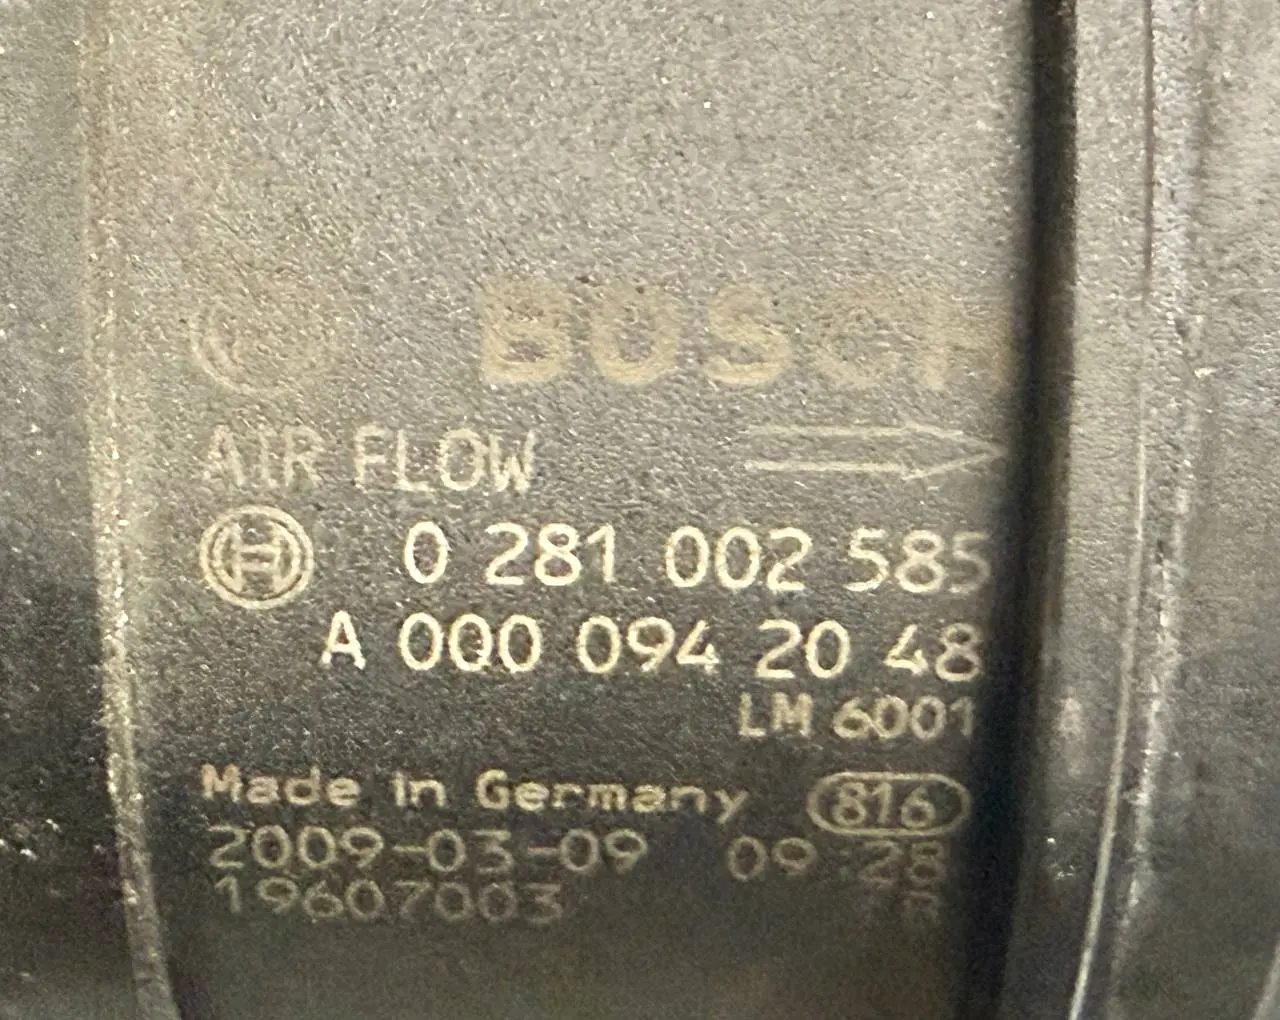 BOSCH
AIR FLOW
0 281 002 585
A 000 094 20 48
LM 6001
Made in Germany 816
2009-03-09 09:28
19607003